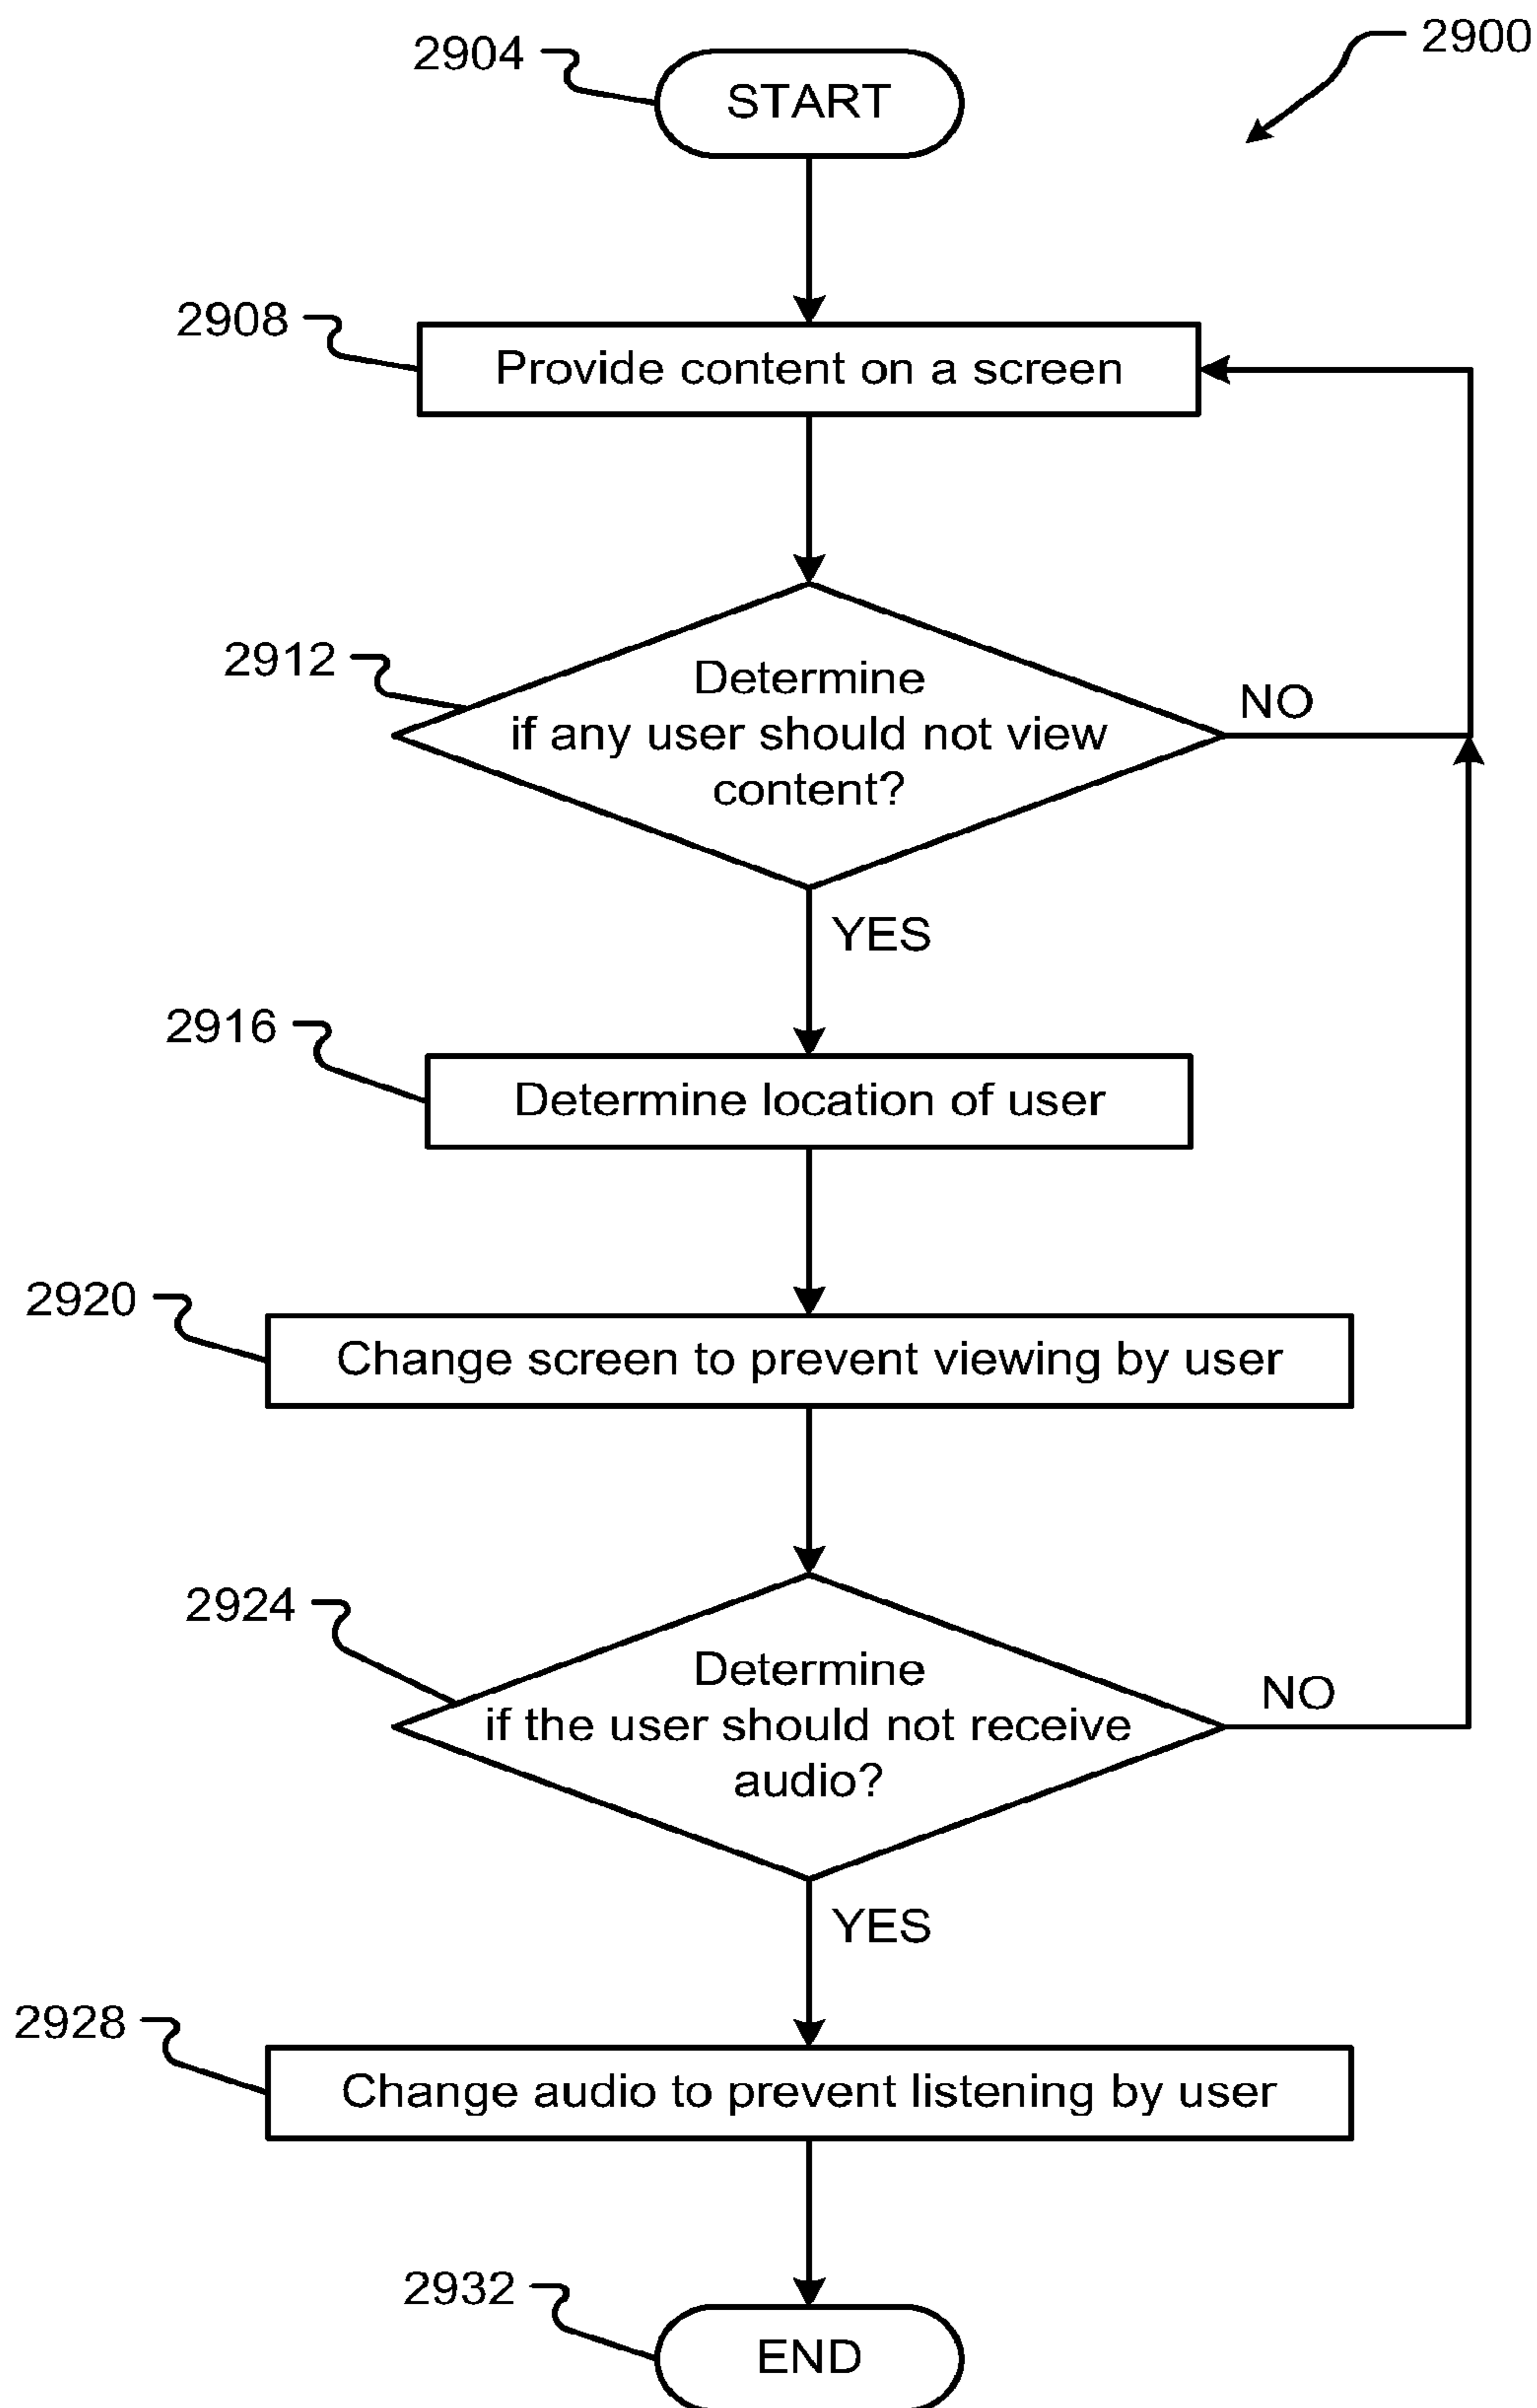 2900
2904
START
2908
Provide content on a screen
2912
Determine
if any user should not view
content?
NO
YES
2916
Determine location of user
2920
Change screen to prevent viewing by user
2924
Determine
if the user should not receive
audio?
NO
YES
2928
Change audio to prevent listening by user
2932
END